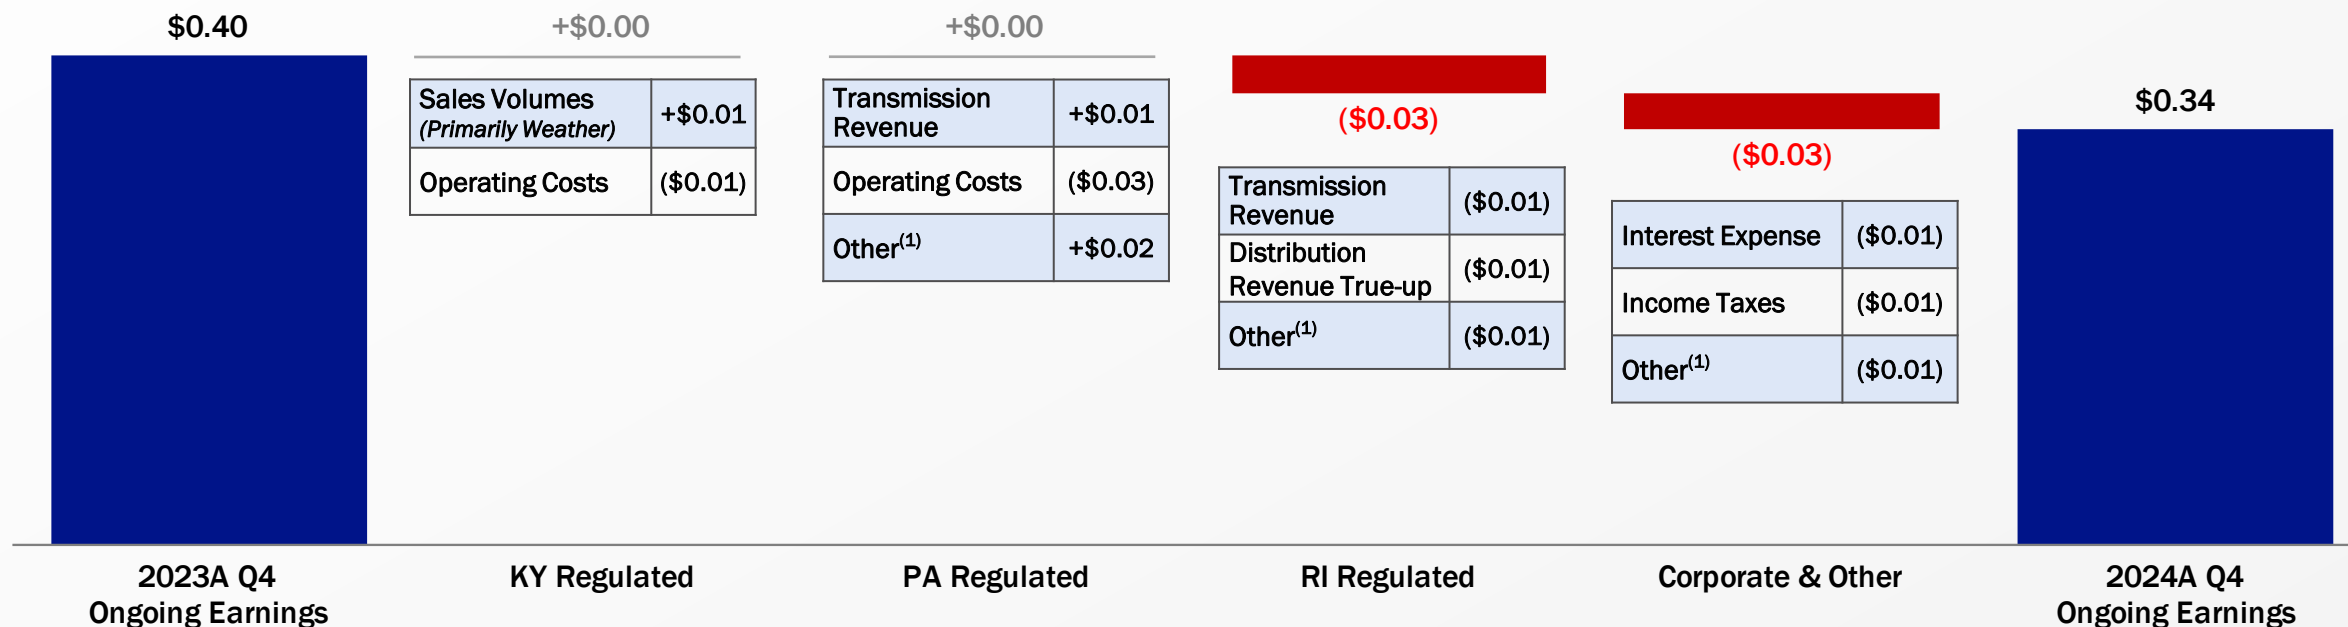 $0.40
+$0.00
Sales Volumes
(Primarily Weather)
+$0.01
Operating Costs
($0.01)
+$0.00
Transmission
Revenue
+$0.01
Operating Costs
($0.03)
Other(1)
+$0.02
($0.03)
Transmission
Revenue
($0.01)
Distribution
Revenue True-up
($0.01)
Other(1)
($0.01)
($0.03)
Interest Expense
($0.01)
Income Taxes
($0.01)
Other(1)
($0.01)
$0.34
2023A Q4
Ongoing Earnings
KY Regulated
PA Regulated
RI Regulated
Corporate & Other
2024A Q4
Ongoing Earnings